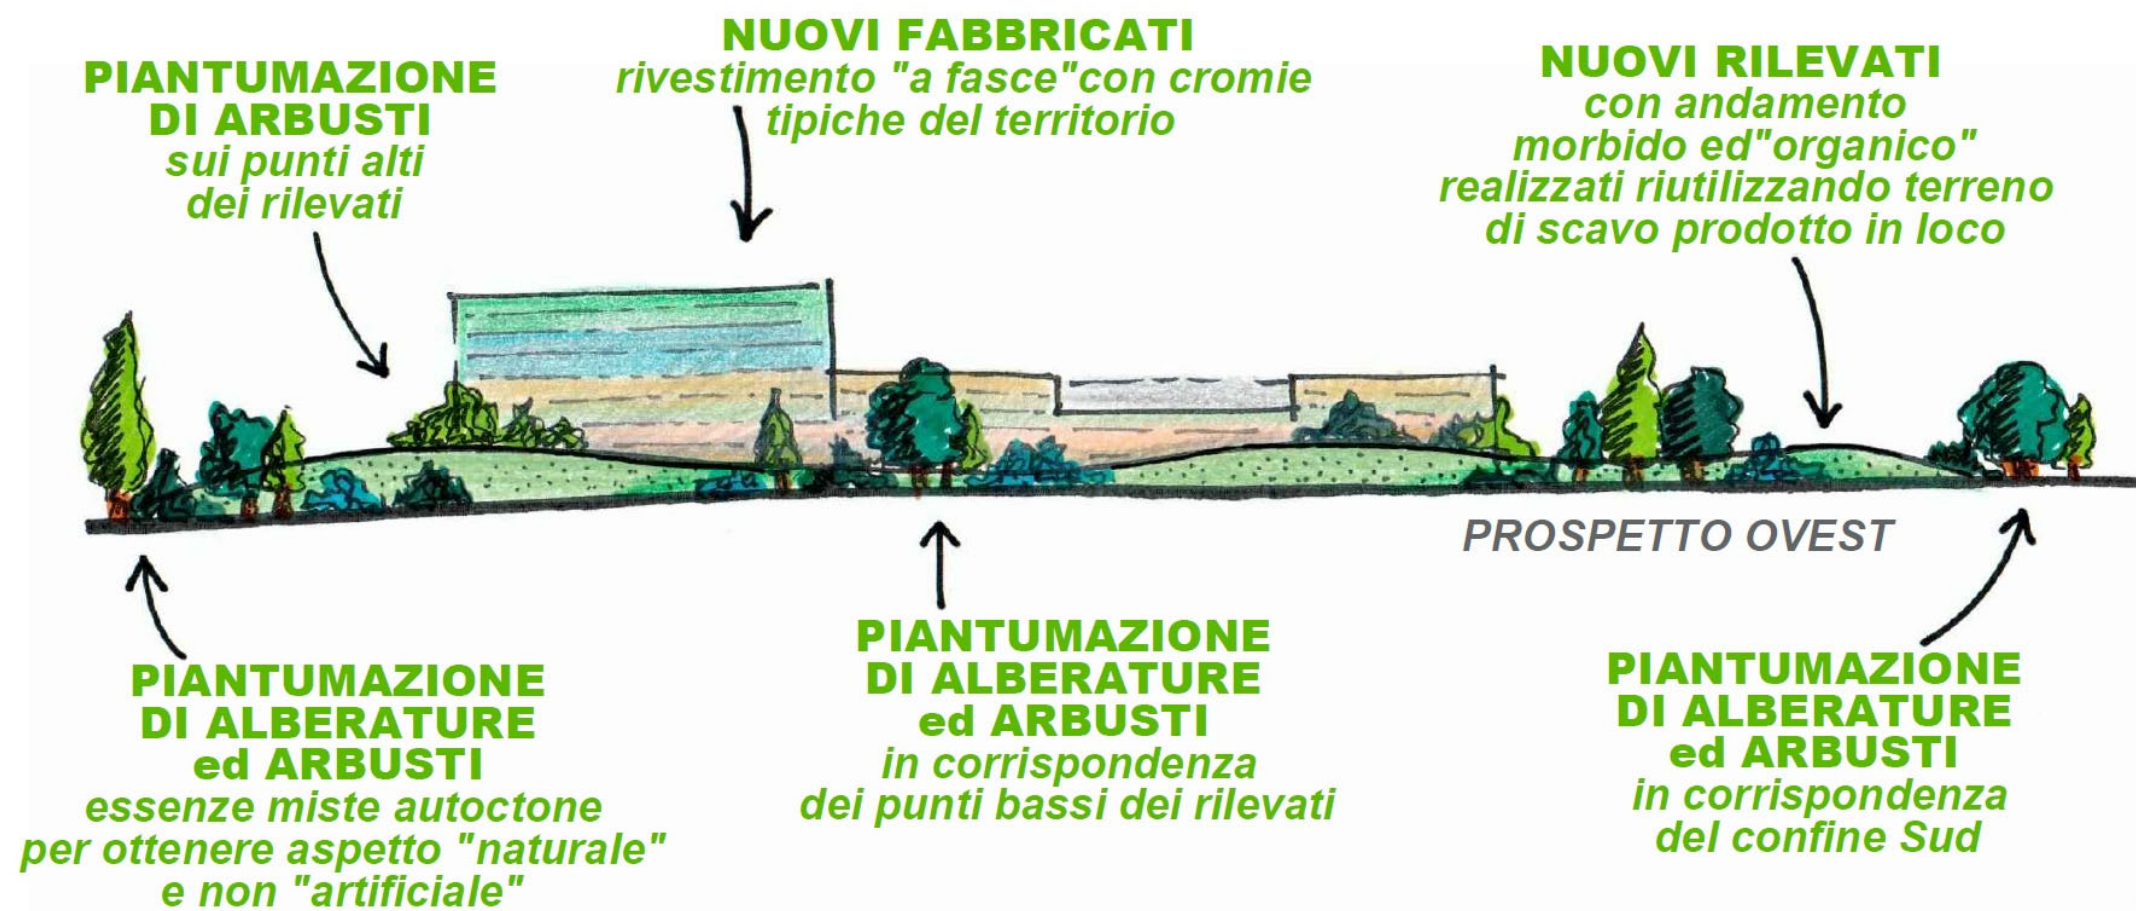 PIANTUMAZIONE
DI ARBUSTI
sui punti alti
dei rilevati
NUOVI FABBRICATI
rivestimento "a fasce"con cromie
tipiche del territorio
NUOVI RILEVATI
con andamento
morbido ed"organico"
realizzati riutilizzando terreno
di scavo prodotto in loco
PROSPETTO OVEST
PIANTUMAZIONE
DI ALBERATURE
ed ARBUSTI
essenze miste autoctone
per ottenere aspetto "naturale"
e non "artificiale"
PIANTUMAZIONE
DI ALBERATURE
ed ARBUSTI
in corrispondenza
dei punti bassi dei rilevati
PIANTUMAZIONE
DI ALBERATURE
ed ARBUSTI
in corrispondenza
del confine Sud